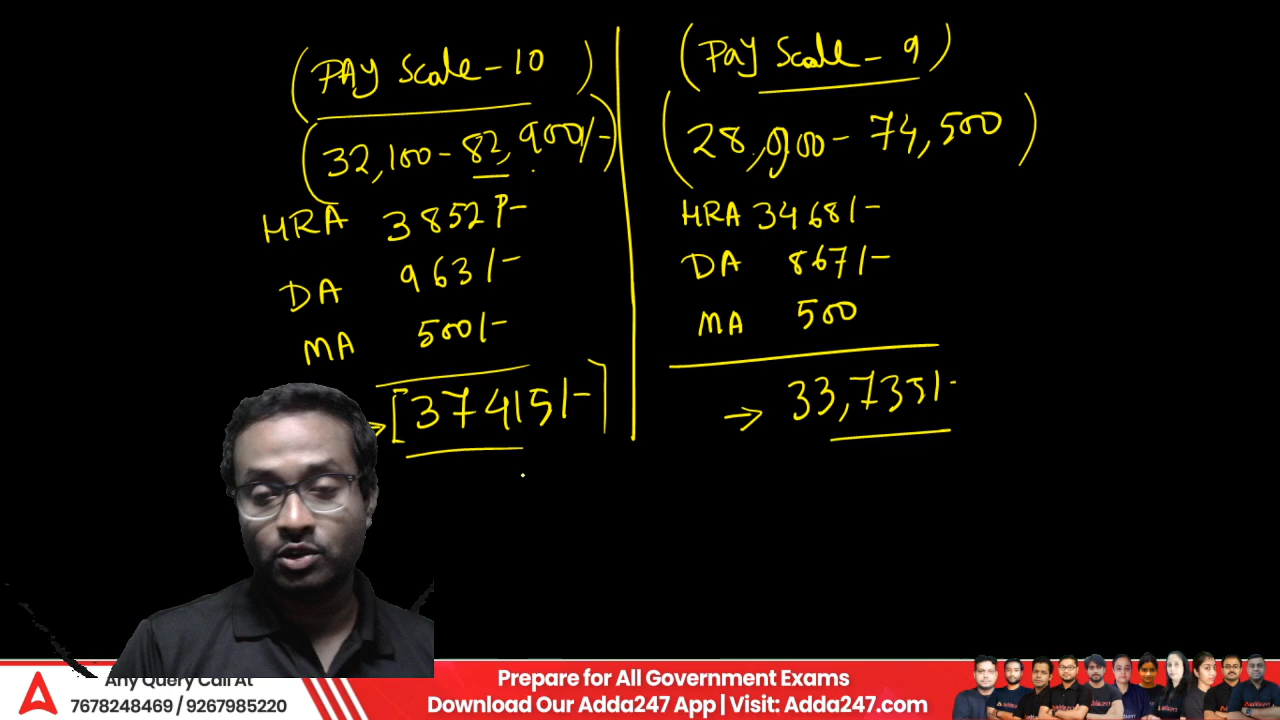 (PAY Scale-10)
(32,100-82,900/-)
HRA 3852/-
DA 963/-
MA 500/-
→[37415/-]
(Pay Scale-9)
(28,900-74,500)
HRA 3468/-
DA 867/-
MA 500
→ 33,735/-
Any Query Call At
7678248469 / 9267985220
Prepare for All Government Exams
Download Our Adda247 App | Visit: Adda247.com